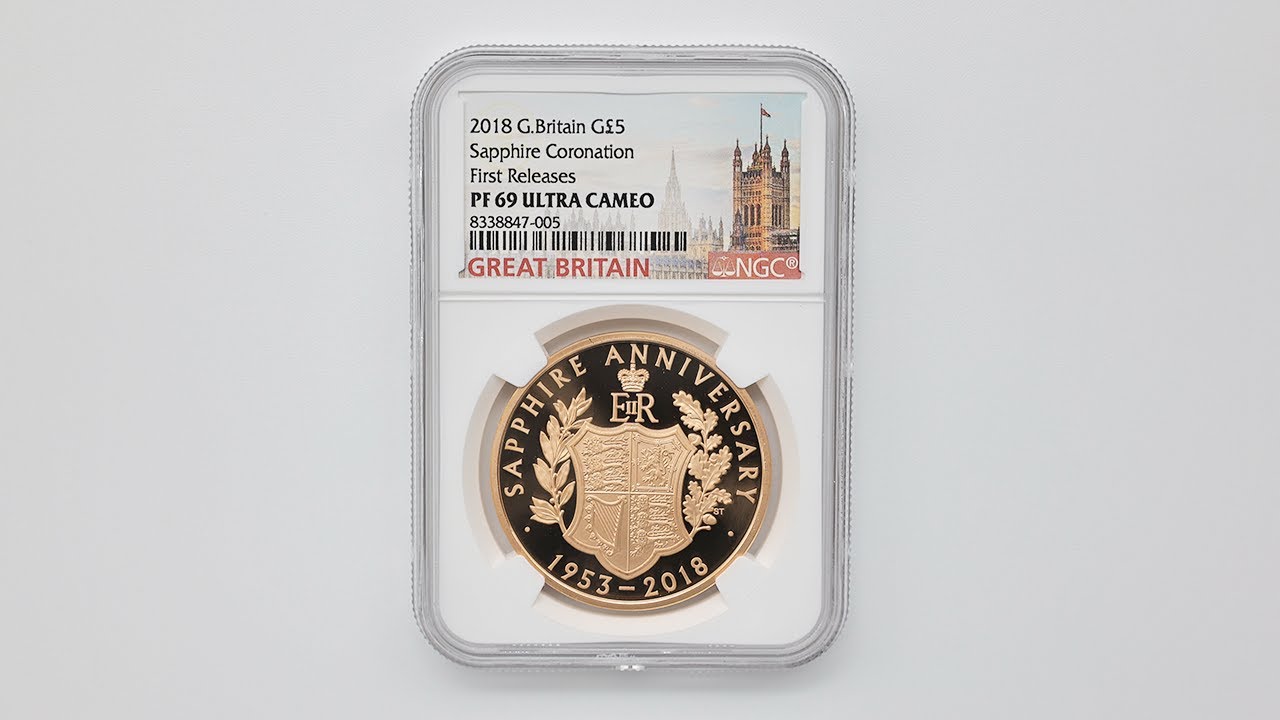 2018 G.Britain G£5
Sapphire Coronation
First Releases
PF 69 ULTRA CAMEO
8338847-005
GREAT BRITAIN
NGC®
SAPPHIRE ANNIVERSARY
EIIR
ST
· 1953–2018 ·